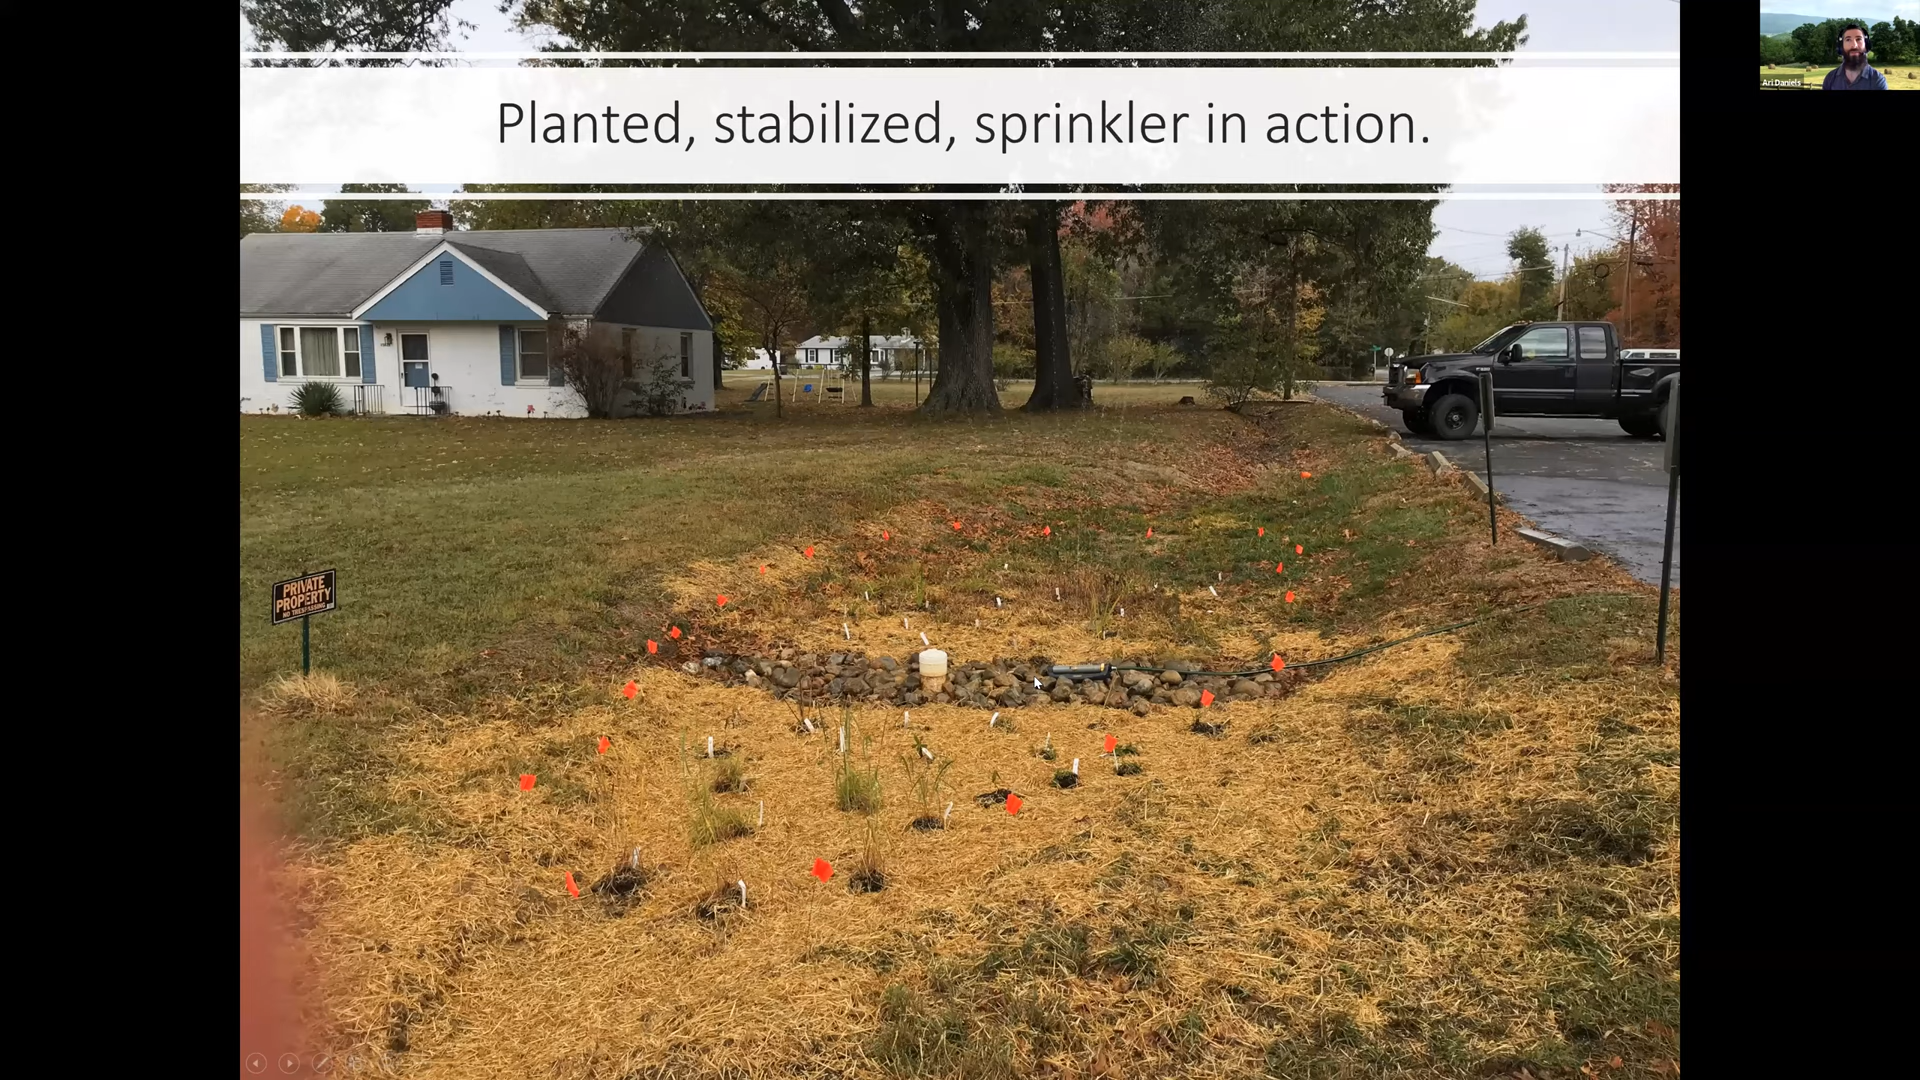 Planted, stabilized, sprinkler in action.
Ari Daniels
PRIVATE
PROPERTY
NO TRESPASSING